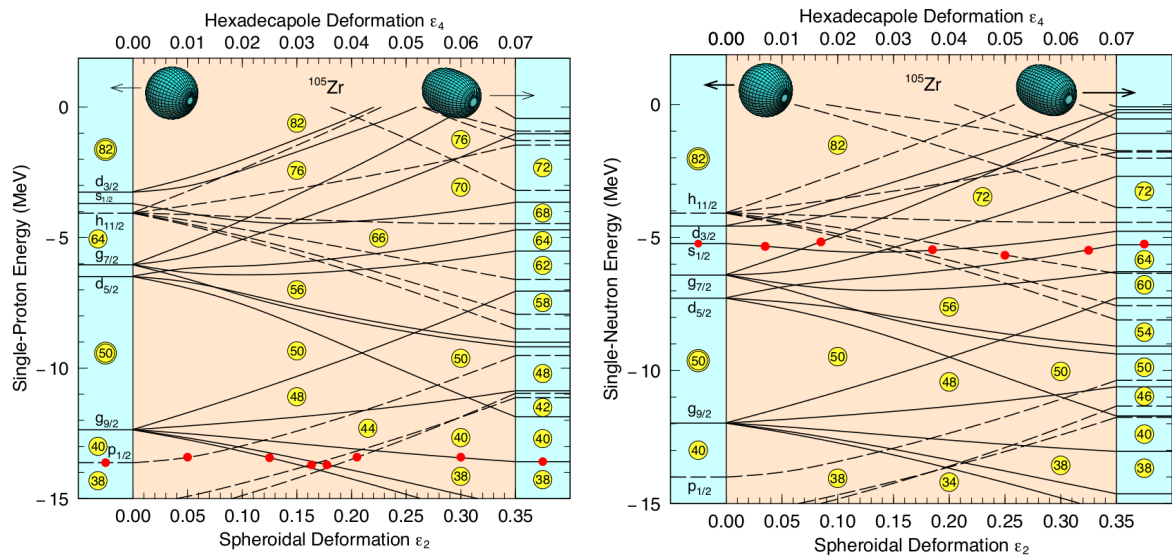 Hexadecapole Deformation ε4
0.00 0.01 0.02 0.03 0.04 0.05 0.06 0.07
105Zr
Single-Proton Energy (MeV)
0
− 5
− 10
− 15
82
d3/2
s1/2
h11/2
64
g7/2
d5/2
50
g9/2
40
p1/2
38
82
76
66
56
50
48
44
76
70
50
40
38
72
68
64
62
58
48
42
40
38
0.00 0.05 0.10 0.15 0.20 0.25 0.30 0.35
Spheroidal Deformation ε2
Hexadecapole Deformation ε4
0.00 0.01 0.02 0.03 0.04 0.05 0.06 0.07
105Zr
Single-Neutron Energy (MeV)
0
− 5
− 10
− 15
82
h11/2
d3/2
s1/2
g7/2
d5/2
50
g9/2
40
p1/2
82
72
56
50
48
50
38
34
38
72
64
60
54
50
46
40
38
0.00 0.05 0.10 0.15 0.20 0.25 0.30 0.35
Spheroidal Deformation ε2